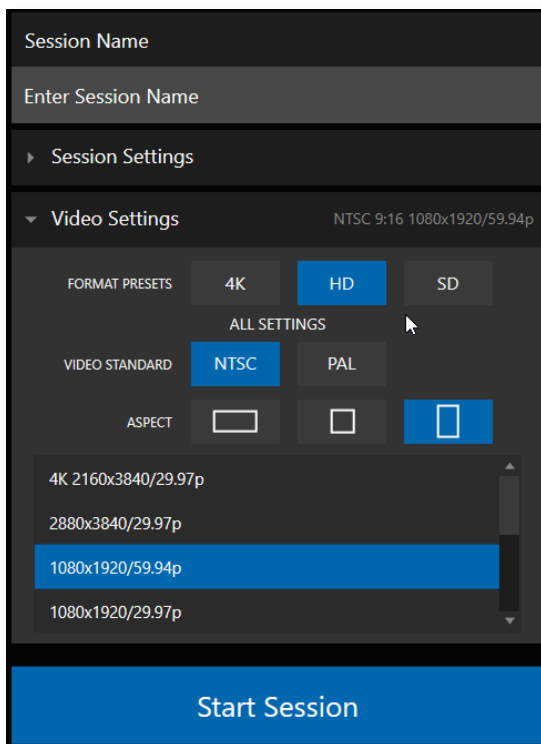 Session Name
Enter Session Name
Session Settings
Video Settings NTSC 9:16 1080x1920/59.94p
FORMAT PRESETS 4K HD SD
ALL SETTINGS
VIDEO STANDARD NTSC PAL
ASPECT
4K 2160x3840/29.97p
2880x3840/29.97p
1080x1920/59.94p
1080x1920/29.97p
Start Session